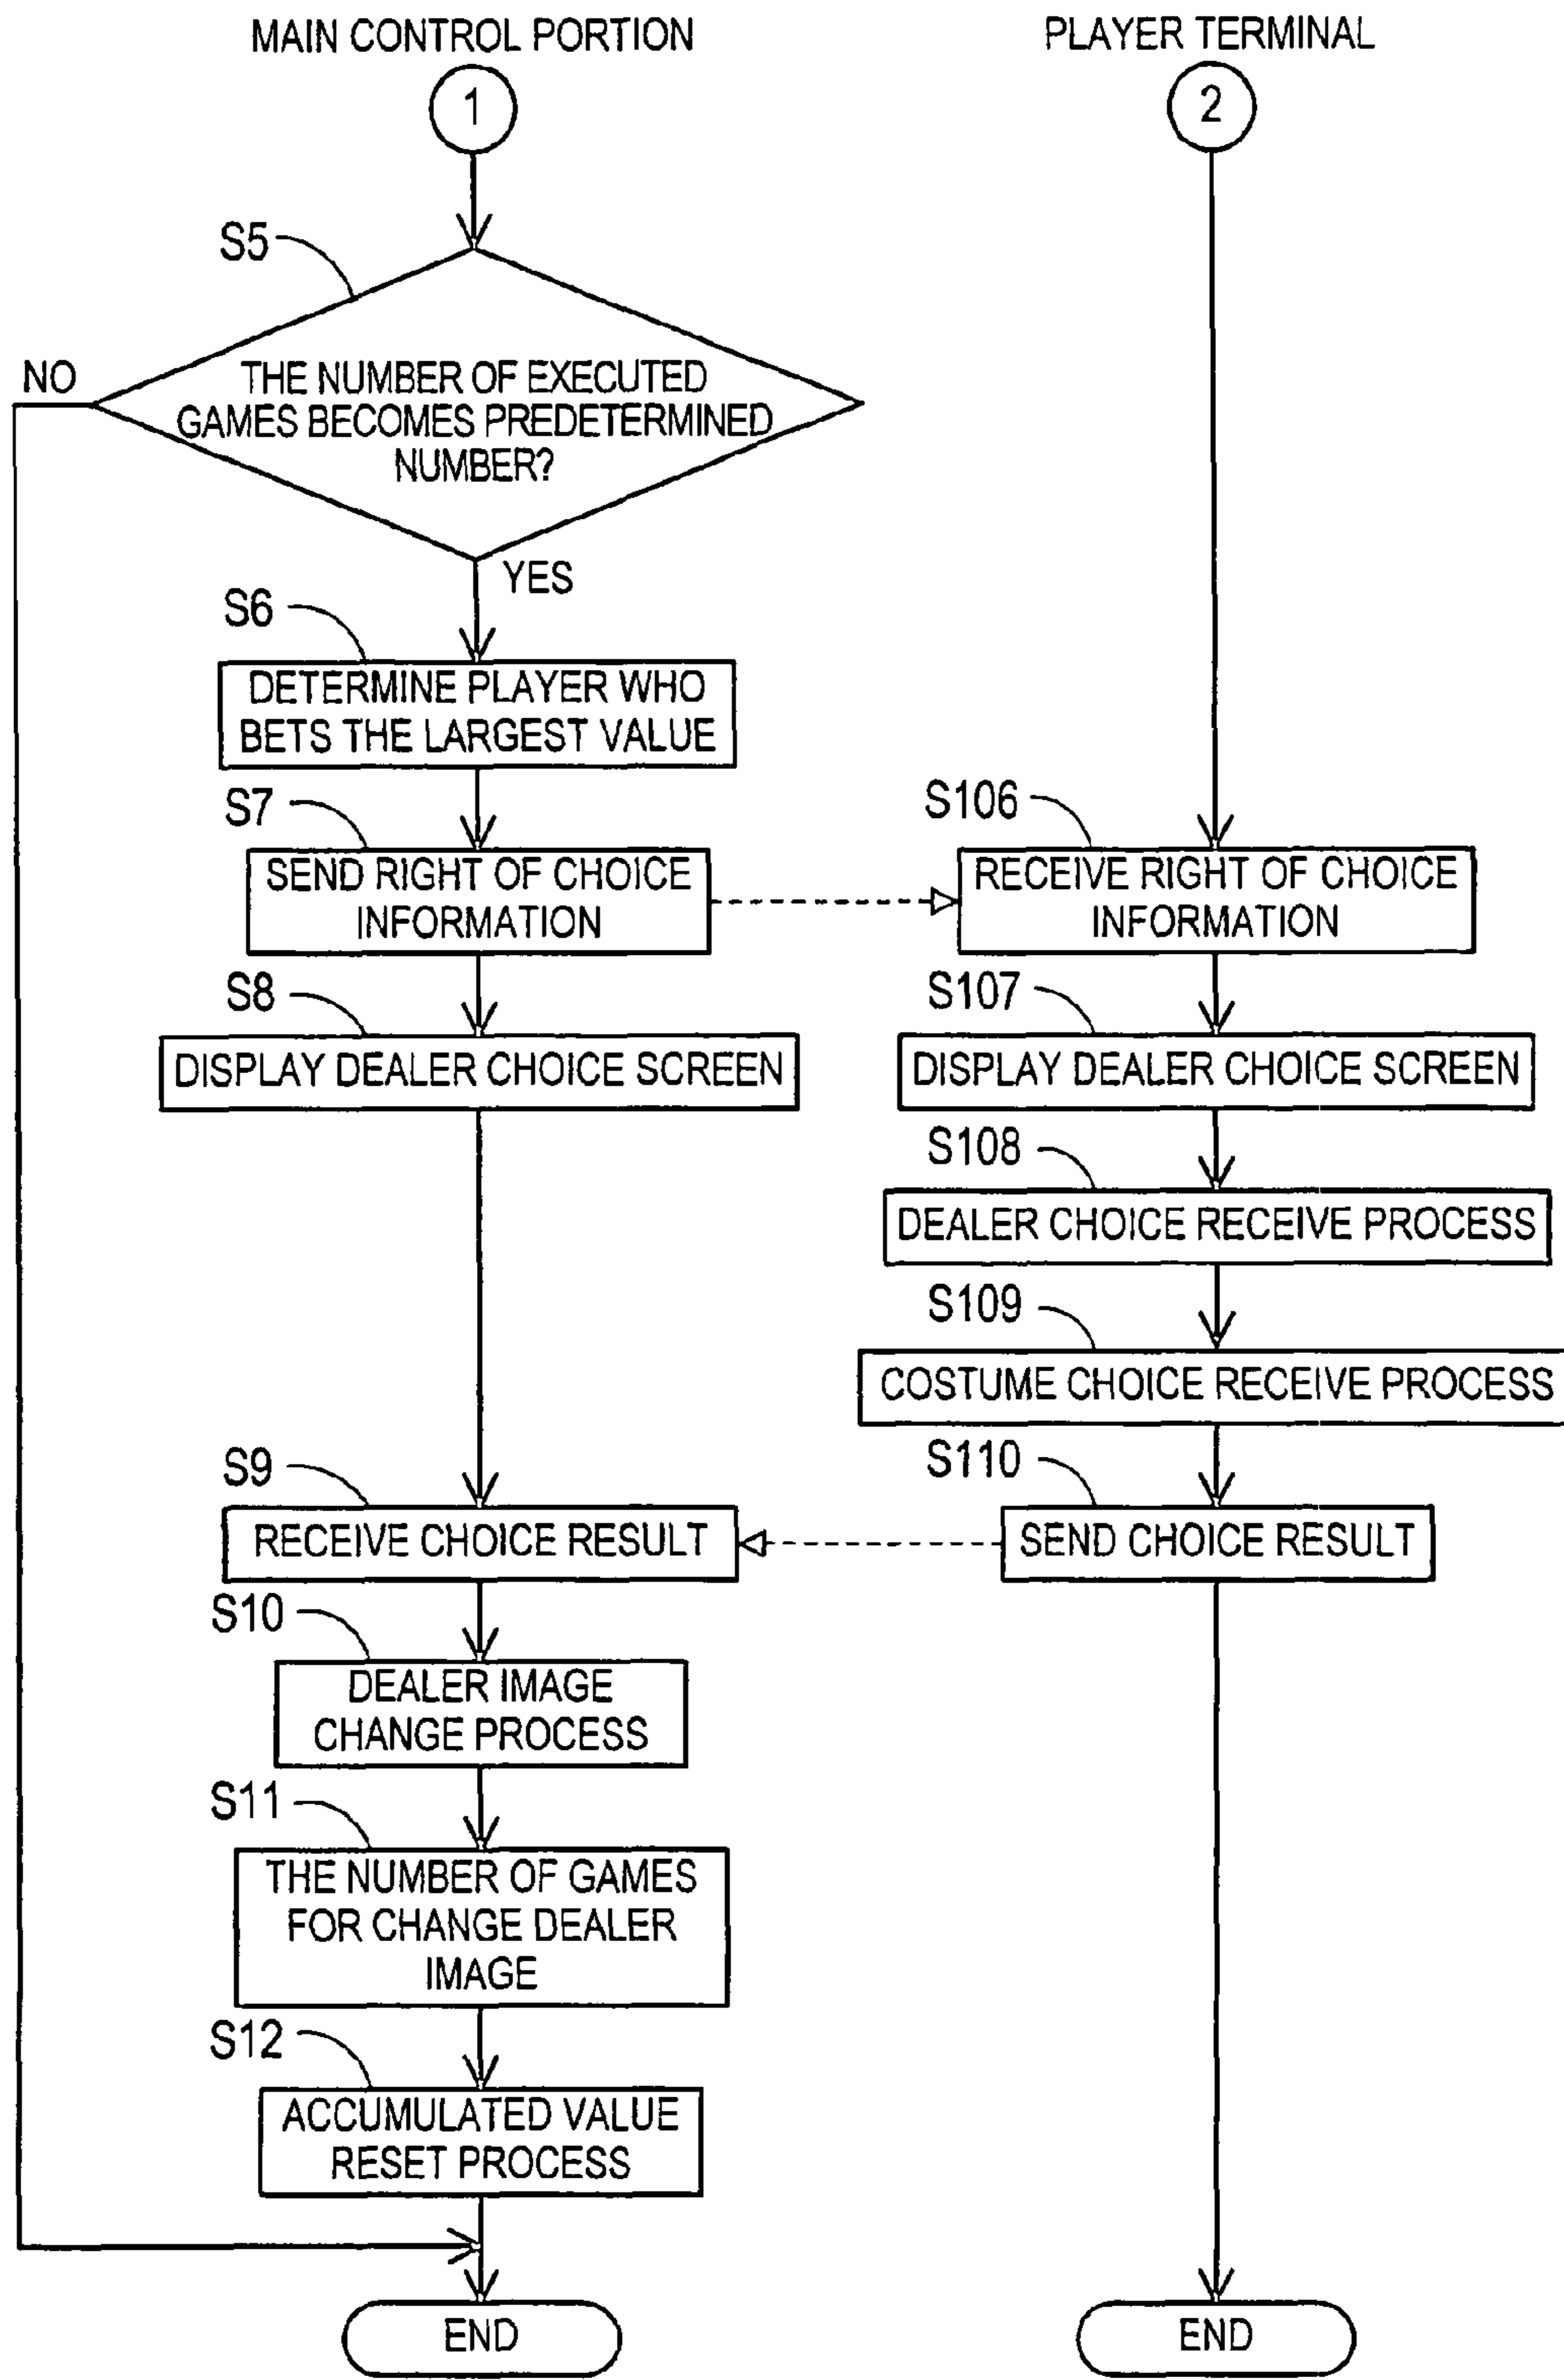 MAIN CONTROL PORTION
PLAYER TERMINAL
1
2
S5
NO
THE NUMBER OF EXECUTED
GAMES BECOMES PREDETERMINED
NUMBER?
YES
S6
DETERMINE PLAYER WHO
BETS THE LARGEST VALUE
S7
SEND RIGHT OF CHOICE
INFORMATION
S106
RECEIVE RIGHT OF CHOICE
INFORMATION
S8
DISPLAY DEALER CHOICE SCREEN
S107
DISPLAY DEALER CHOICE SCREEN
S108
DEALER CHOICE RECEIVE PROCESS
S109
COSTUME CHOICE RECEIVE PROCESS
S9
RECEIVE CHOICE RESULT
S110
SEND CHOICE RESULT
S10
DEALER IMAGE
CHANGE PROCESS
S11
THE NUMBER OF GAMES
FOR CHANGE DEALER
IMAGE
S12
ACCUMULATED VALUE
RESET PROCESS
END
END